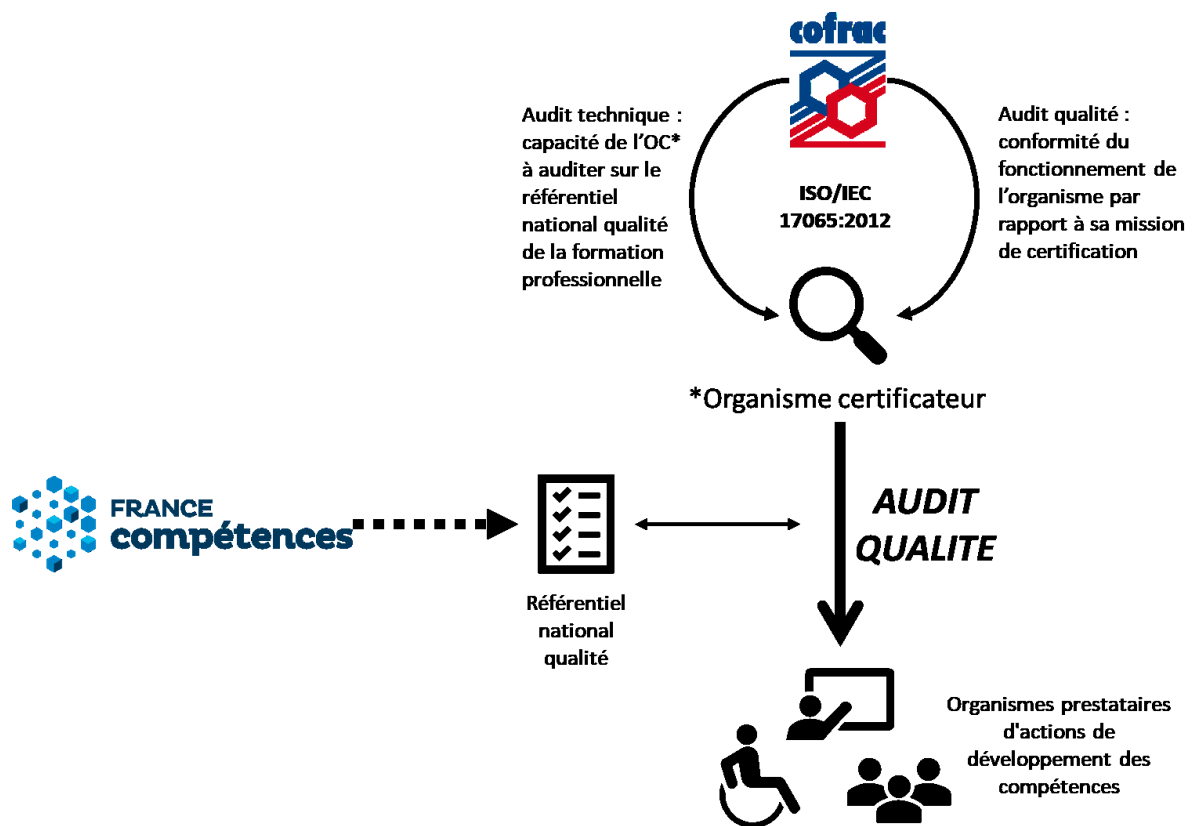 cofrac
Audit technique :
capacité de l'OC*
à auditer sur le
référentiel
national qualité
de la formation
professionnelle
ISO/IEC
17065:2012
Audit qualité :
conformité du
fonctionnement de
l'organisme par
rapport à sa mission
de certification
*Organisme certificateur
FRANCE
compétences
AUDIT
QUALITE
Référentiel
national
qualité
Organismes prestataires
d'actions de
développement des
compétences